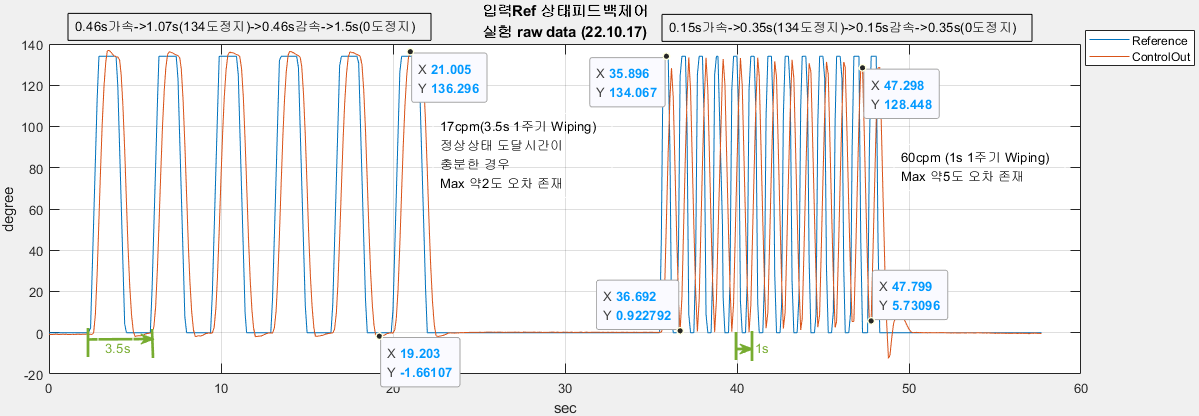 입력Ref 상태피드백제어
실험 raw data (22.10.17)
0.46s가속->1.07s(134도정지)->0.46s감속->1.5s(0도정지)
0.15s가속->0.35s(134도정지)->0.15s감속->0.35s(0도정지)
Reference
ControlOut
X 21.005
Y 136.296
X 35.896
Y 134.067
X 47.298
Y 128.448
17cpm(3.5s 1주기 Wiping)
정상상태 도달시간이
충분한 경우
Max 약2도 오차 존재
60cpm (1s 1주기 Wiping)
Max 약5도 오차 존재
X 36.692
Y 0.922792
X 47.799
Y 5.73096
3.5s
1s
X 19.203
Y -1.66107
degree
140
120
100
80
60
40
20
0
-20
0
10
20
30
40
50
60
sec